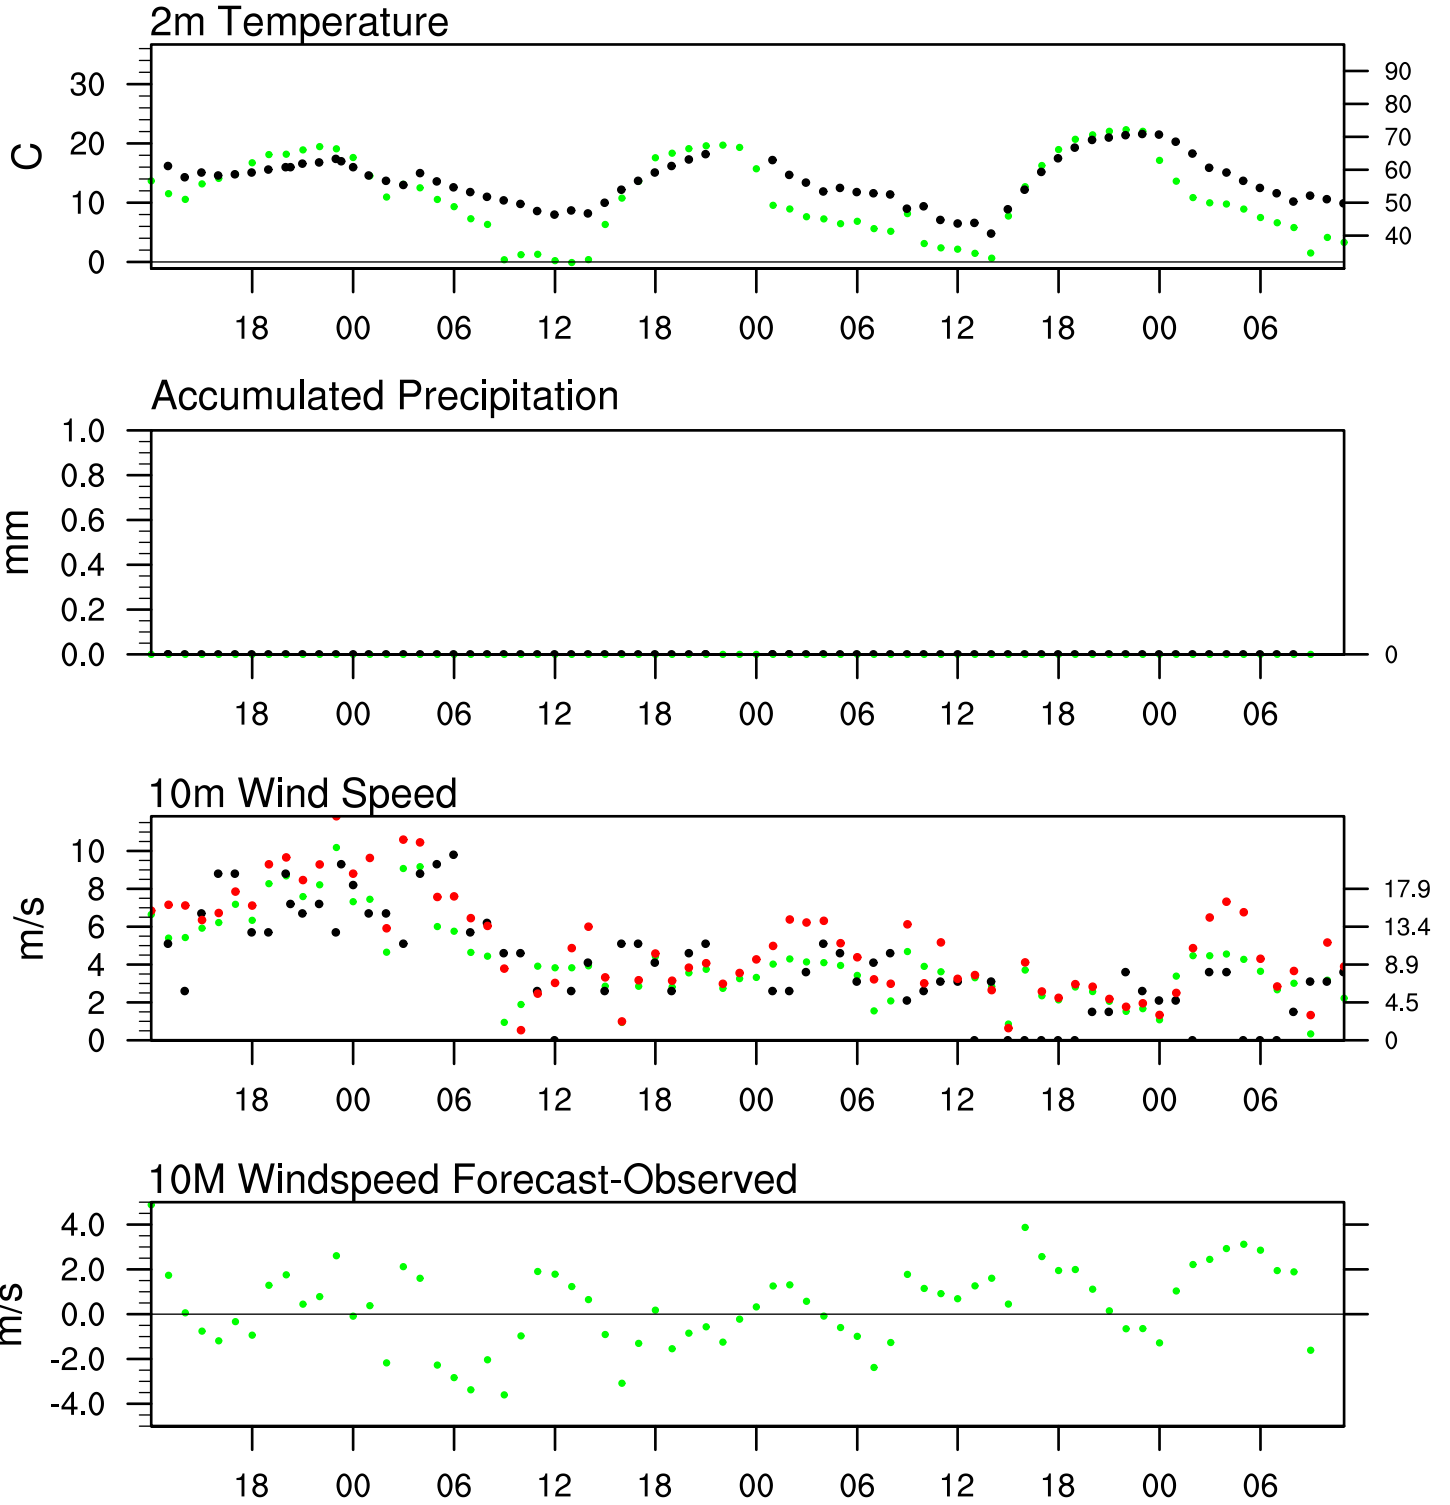 2m Temperature
C
30
20
10
0
90
80
70
60
50
40
18 00 06 12 18 00 06 12 18 00 06
Accumulated Precipitation
mm
1.0
0.8
0.6
0.4
0.2
0.0
0
18 00 06 12 18 00 06 12 18 00 06
10m Wind Speed
m/s
10
8
6
4
2
0
17.9
13.4
8.9
4.5
0
18 00 06 12 18 00 06 12 18 00 06
10M Windspeed Forecast-Observed
m/s
4.0
2.0
0.0
-2.0
-4.0
18 00 06 12 18 00 06 12 18 00 06